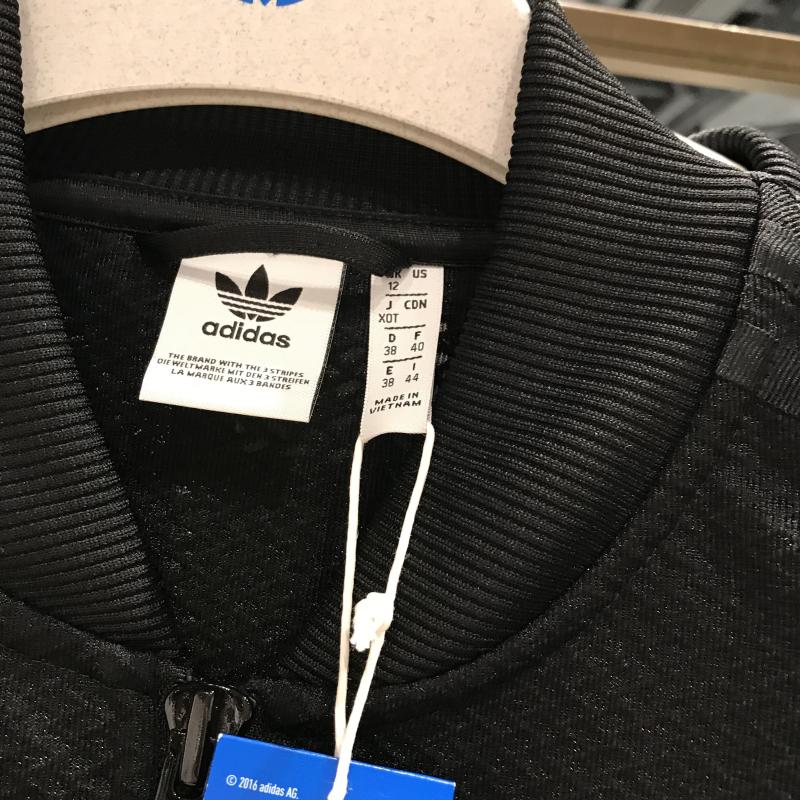 adidas
THE BRAND WITH THE 3 STRIPES
DIE WELTMARKE MIT DEN 3 STREIFEN
LA MARQUE AUX 3 BANDES
UK US
12
J CDN
XOT
D F
38 40
E I
38 44
MADE IN
VIETNAM
© 2016 adidas AG.